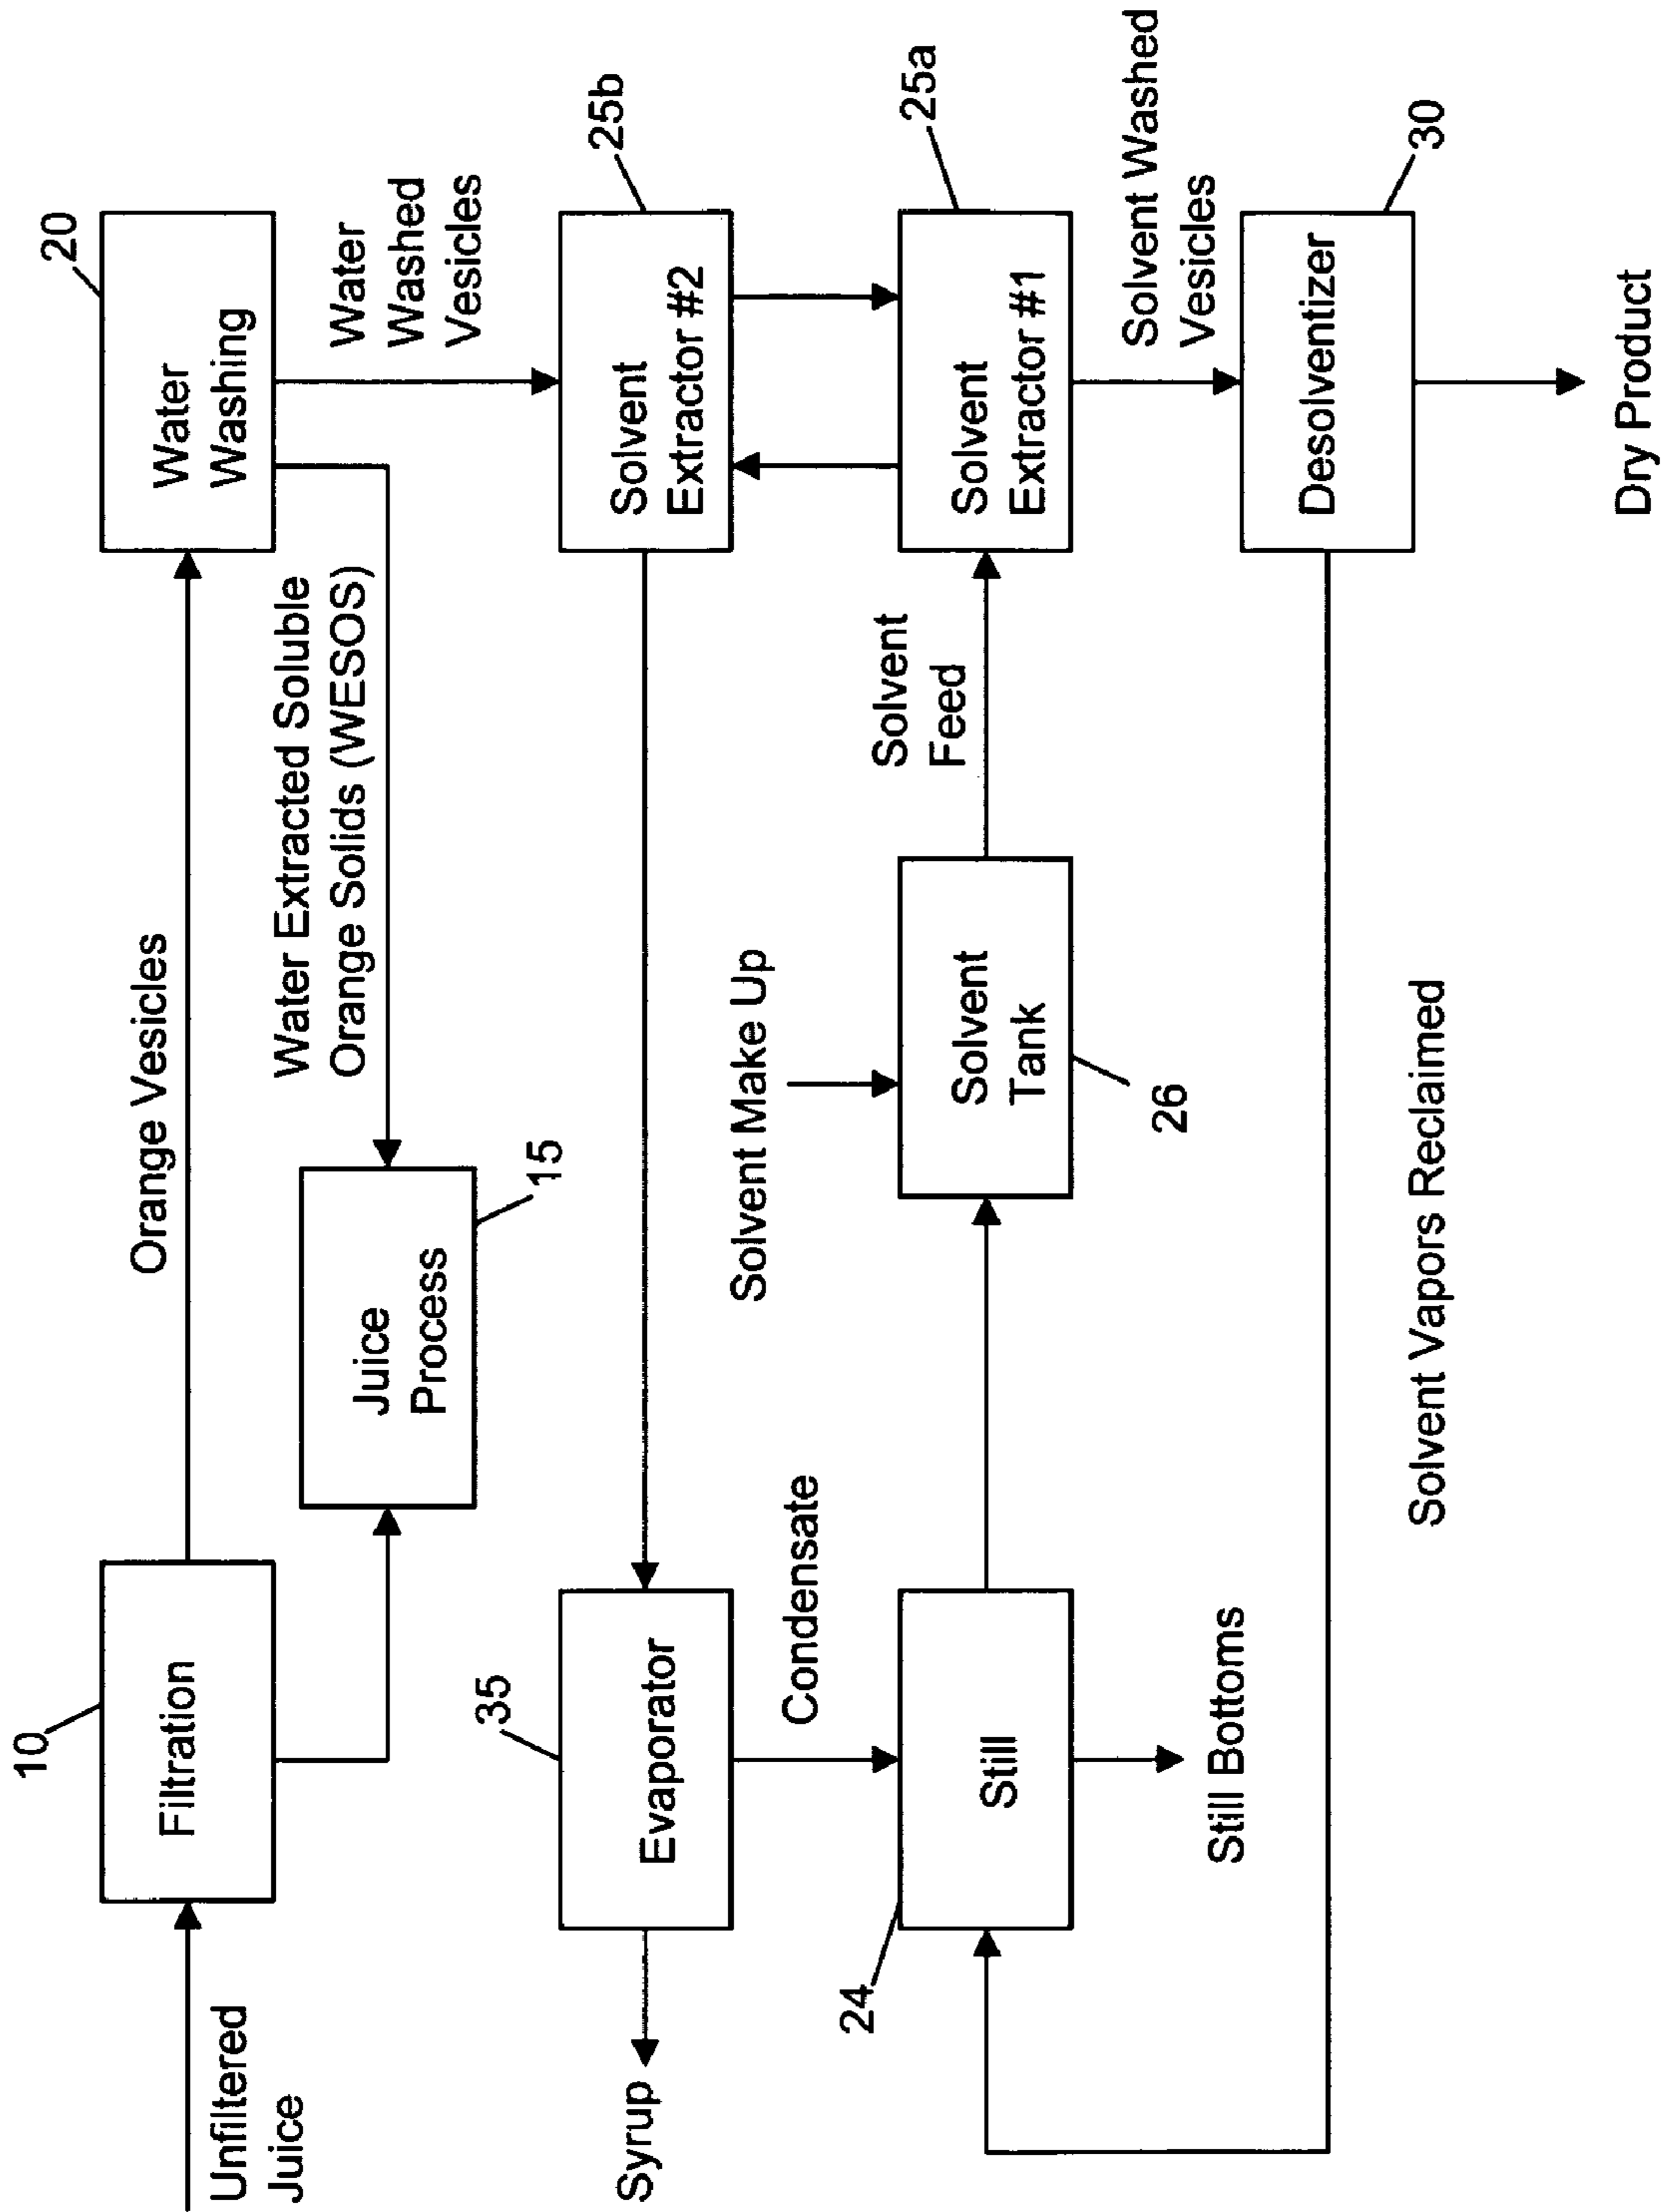 Unfiltered
Juice
10
Filtration
Orange Vesicles
20
Water
Washing
Water Extracted Soluble
Orange Solids (WESOS)
Juice
Process
15
Water
Washed
Vesicles
Syrup
35
Evaporator
25b
Solvent
Extractor #2
Condensate
Solvent Make Up
24
Still
Still Bottoms
Solvent
Tank
26
Solvent
Feed
25a
Solvent
Extractor #1
Solvent Washed
Vesicles
30
Desolventizer
Solvent Vapors Reclaimed
Dry Product